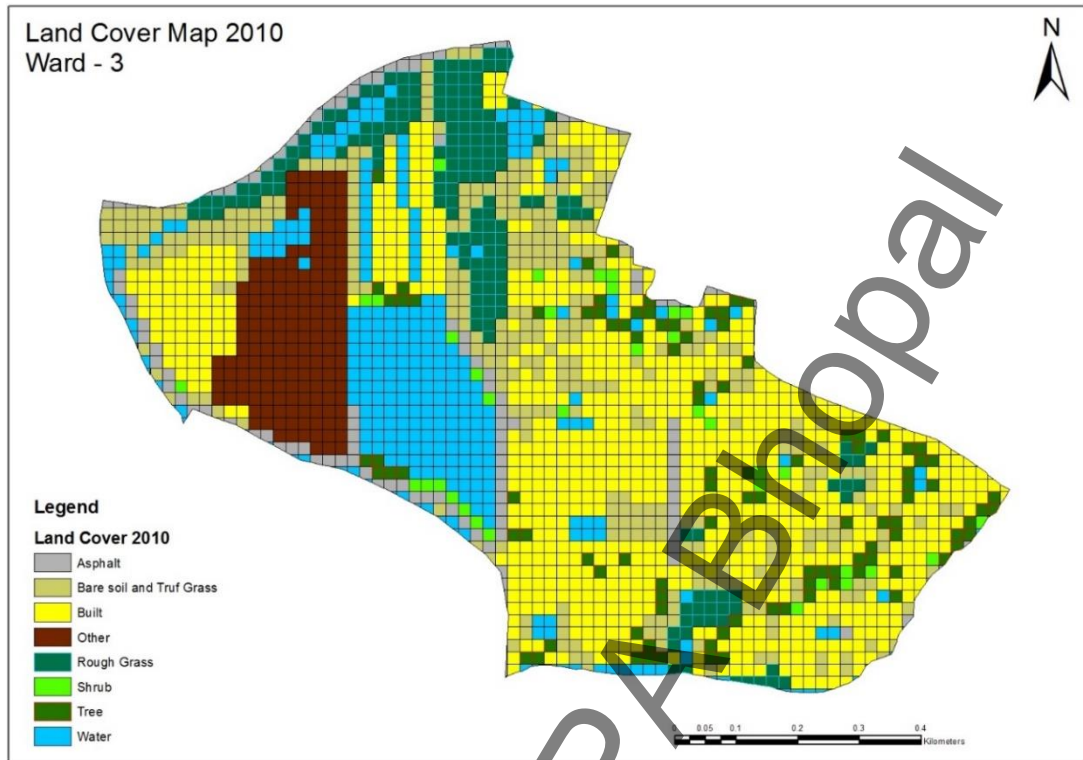 Land Cover Map 2010
Ward - 3
N
Legend
Land Cover 2010
Asphalt
Bare soil and Truf Grass
Built
Other
Rough Grass
Shrub
Tree
Water
0 0.05 0.1 0.2 0.3 0.4
Kilometers
PA Bhopal